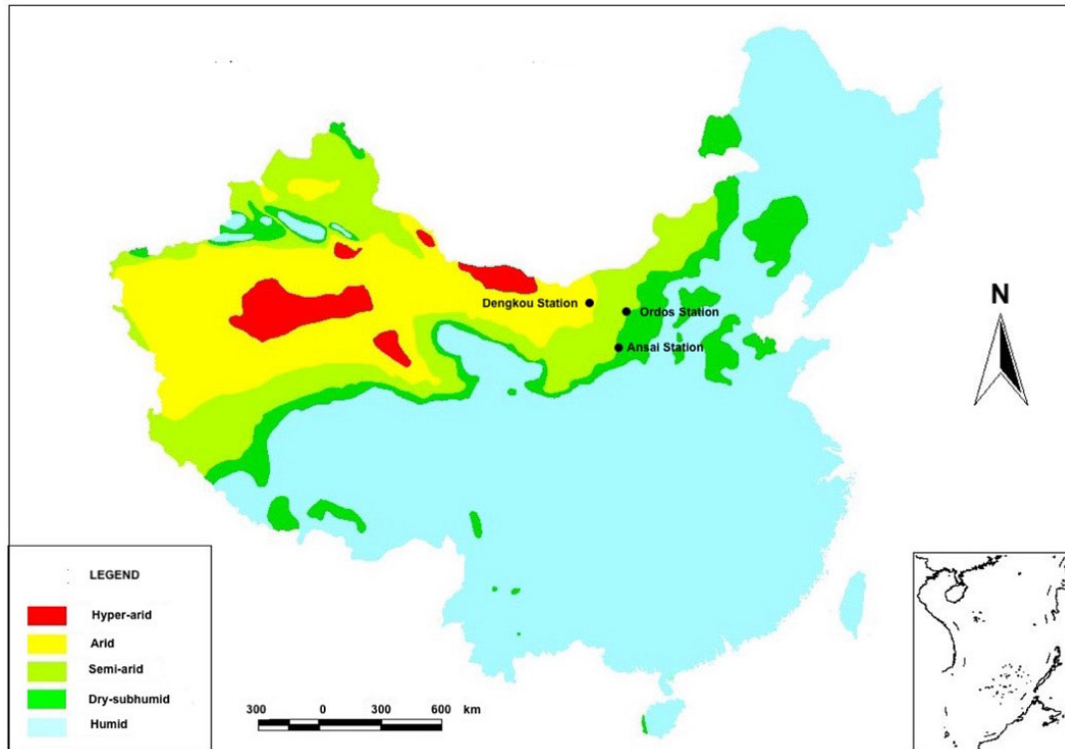 N
Dengkou Station
Ordos Station
Ansai Station
LEGEND
Hyper-arid
Arid
Semi-arid
Dry-subhumid
Humid
300 0 300 600 km